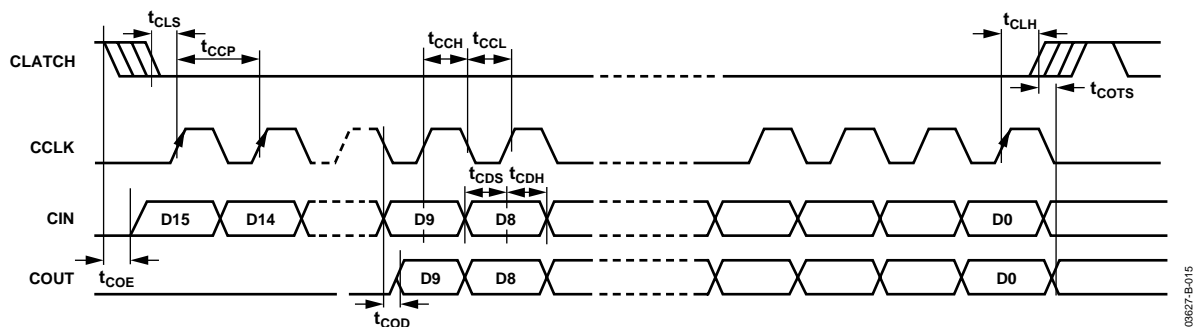 tCLS
tCCP
tCCH
tCCL
tCLH
CLATCH
tCOTS
CCLK
tCDS
tCDH
CIN
D15
D14
D9
D8
D0
tCOE
COUT
D9
D8
D0
tCOD
03627-B-015